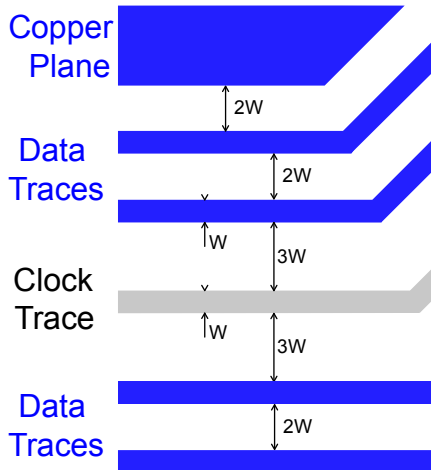 Copper
Plane
2W
Data
Traces
2W
W
3W
Clock
Trace
W
3W
Data
Traces
2W